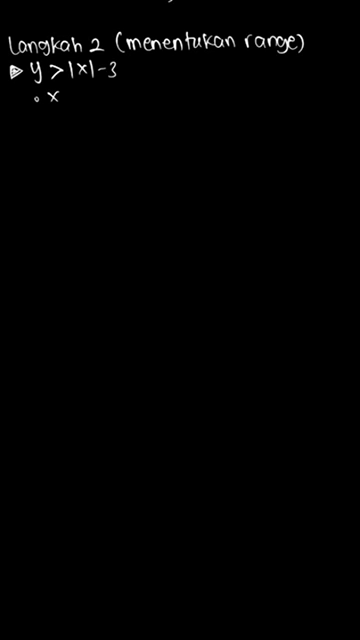 Langkah 2 (menentukan range)
▷ y > |x| - 3
• x